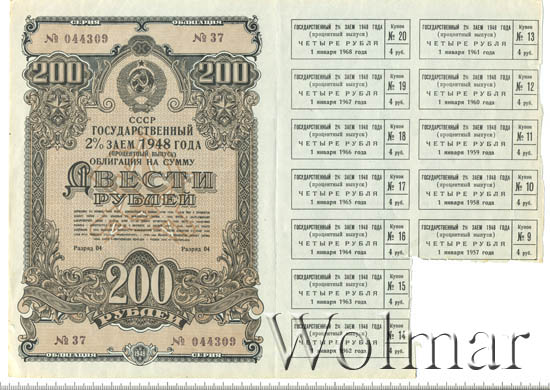 СЕРИЯ ОБЛИГАЦИЯ
№ 044309 № 37
200 200
СССР
ГОСУДАРСТВЕННЫЙ
2% ЗАЕМ 1948 ГОДА
(ПРОЦЕНТНЫЙ ВЫПУСК)
ОБЛИГАЦИЯ НА СУММУ
ДВЕСТИ
РУБЛЕЙ
Разряд 04 Разряд 04
200
РУБЛЕЙ
№ 37 № 044309
ОБЛИГАЦИЯ 1948 СЕРИЯ
ГОСУДАРСТВЕННЫЙ 2% ЗАЕМ 1948 ГОДА
(процентный выпуск)
ЧЕТЫРЕ РУБЛЯ
1 января 1968 года
Купон
№ 20
4 руб.
ГОСУДАРСТВЕННЫЙ 2% ЗАЕМ 1948 ГОДА
(процентный выпуск)
ЧЕТЫРЕ РУБЛЯ
1 января 1961 года
Купон
№ 13
4 руб.
ГОСУДАРСТВЕННЫЙ 2% ЗАЕМ 1948 ГОДА
(процентный выпуск)
ЧЕТЫРЕ РУБЛЯ
1 января 1967 года
Купон
№ 19
4 руб.
ГОСУДАРСТВЕННЫЙ 2% ЗАЕМ 1948 ГОДА
(процентный выпуск)
ЧЕТЫРЕ РУБЛЯ
1 января 1960 года
Купон
№ 12
4 руб.
ГОСУДАРСТВЕННЫЙ 2% ЗАЕМ 1948 ГОДА
(процентный выпуск)
ЧЕТЫРЕ РУБЛЯ
1 января 1966 года
Купон
№ 18
4 руб.
ГОСУДАРСТВЕННЫЙ 2% ЗАЕМ 1948 ГОДА
(процентный выпуск)
ЧЕТЫРЕ РУБЛЯ
1 января 1959 года
Купон
№ 11
4 руб.
ГОСУДАРСТВЕННЫЙ 2% ЗАЕМ 1948 ГОДА
(процентный выпуск)
ЧЕТЫРЕ РУБЛЯ
1 января 1965 года
Купон
№ 17
4 руб.
ГОСУДАРСТВЕННЫЙ 2% ЗАЕМ 1948 ГОДА
(процентный выпуск)
ЧЕТЫРЕ РУБЛЯ
1 января 1958 года
Купон
№ 10
4 руб.
ГОСУДАРСТВЕННЫЙ 2% ЗАЕМ 1948 ГОДА
(процентный выпуск)
ЧЕТЫРЕ РУБЛЯ
1 января 1964 года
Купон
№ 16
4 руб.
ГОСУДАРСТВЕННЫЙ 2% ЗАЕМ 1948 ГОДА
(процентный выпуск)
ЧЕТЫРЕ РУБЛЯ
1 января 1957 года
Купон
№ 9
4 руб.
ГОСУДАРСТВЕННЫЙ 2% ЗАЕМ 1948 ГОДА
(процентный выпуск)
ЧЕТЫРЕ РУБЛЯ
1 января 1963 года
Купон
№ 15
4 руб.
ГОСУДАРСТВЕННЫЙ 2% ЗАЕМ 1948 ГОДА
(процентный выпуск)
ЧЕТЫРЕ РУБЛЯ
1 января 1962 года
Купон
№ 14
4 руб.
Wolmar